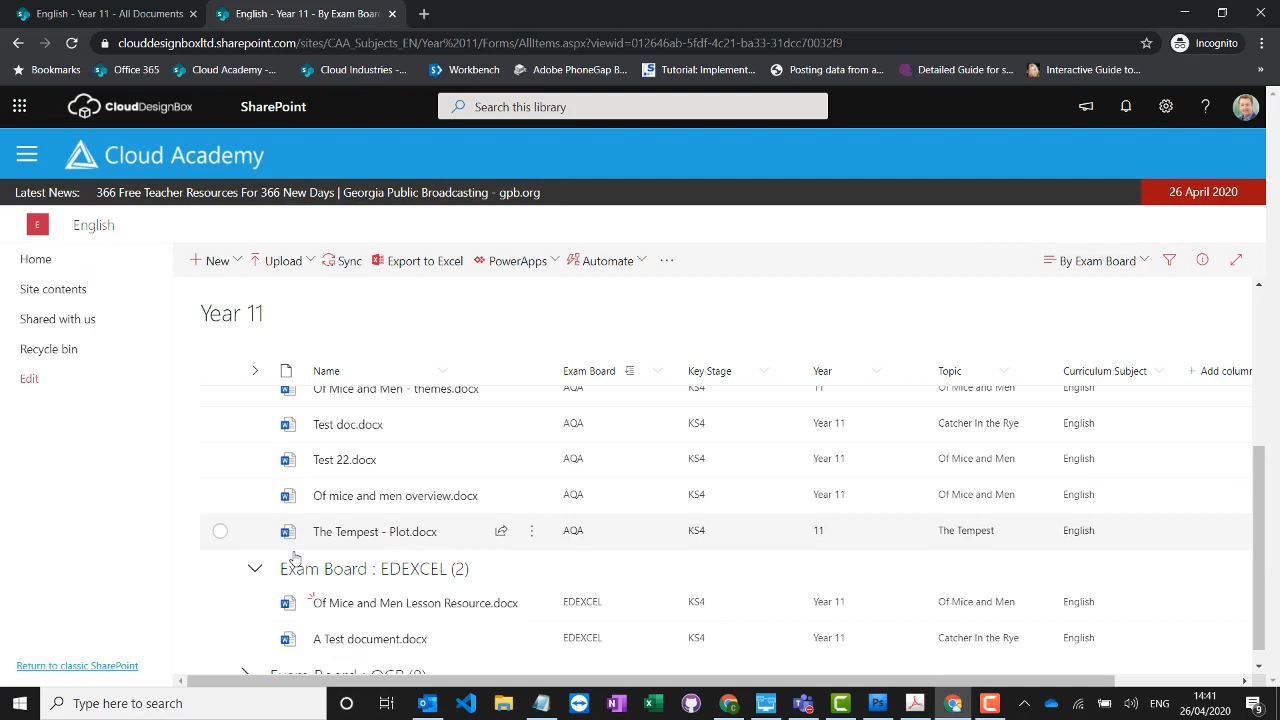 English - Year 11 - All Documents
English - Year 11 - By Exam Boar
clouddesignboxltd.sharepoint.com/sites/CAA_Subjects_EN/Year%2011/Forms/AllItems.aspx?viewid=012646ab-5fdf-4c21-ba33-31dcc70032f9
Incognito
Bookmarks
Office 365
Cloud Academy -...
Cloud Industries -...
Workbench
Adobe PhoneGap B...
Tutorial: Implement...
Posting data from a...
Detailed Guide for s...
Interactive Guide to...
»
CloudDesignBox
SharePoint
Search this library
Cloud Academy
Latest News: 366 Free Teacher Resources For 366 New Days | Georgia Public Broadcasting - gpb.org
26 April 2020
E English
Home
Site contents
Shared with us
Recycle bin
Edit
Return to classic SharePoint
New
Upload
Sync
Export to Excel
PowerApps
Automate
...
By Exam Board
Year 11
Name Exam Board Key Stage Year Topic Curriculum Subject + Add column
Of Mice and Men - themes.docx AQA KS4 11 Of Mice and Men English
Test doc.docx AQA KS4 Year 11 Catcher In the Rye English
Test 22.docx AQA KS4 Year 11 Of Mice and Men English
Of mice and men overview.docx AQA KS4 Year 11 Of Mice and Men English
The Tempest - Plot.docx AQA KS4 11 The Tempest English
Exam Board : EDEXCEL (2)
Of Mice and Men Lesson Resource.docx EDEXCEL KS4 Year 11 Of Mice and Men English
A Test document.docx EDEXCEL KS4 Year 11 Catcher In the Rye English
Type here to search
ENG
14:41
26/04/2020